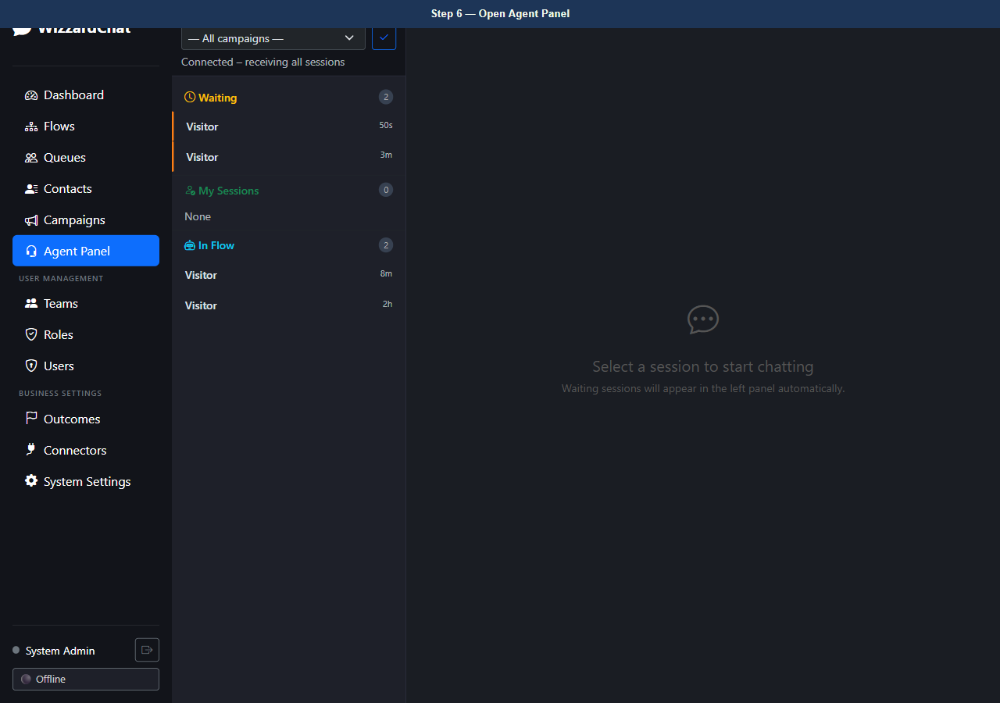 Step 6 — Open Agent Panel
WizzardChat
Dashboard
Flows
Queues
Contacts
Campaigns
Agent Panel
USER MANAGEMENT
Teams
Roles
Users
BUSINESS SETTINGS
Outcomes
Connectors
System Settings
System Admin
Offline
— All campaigns —
Connected – receiving all sessions
Waiting 2
Visitor 50s
Visitor 3m
My Sessions 0
None
In Flow 2
Visitor 8m
Visitor 2h
Select a session to start chatting
Waiting sessions will appear in the left panel automatically.